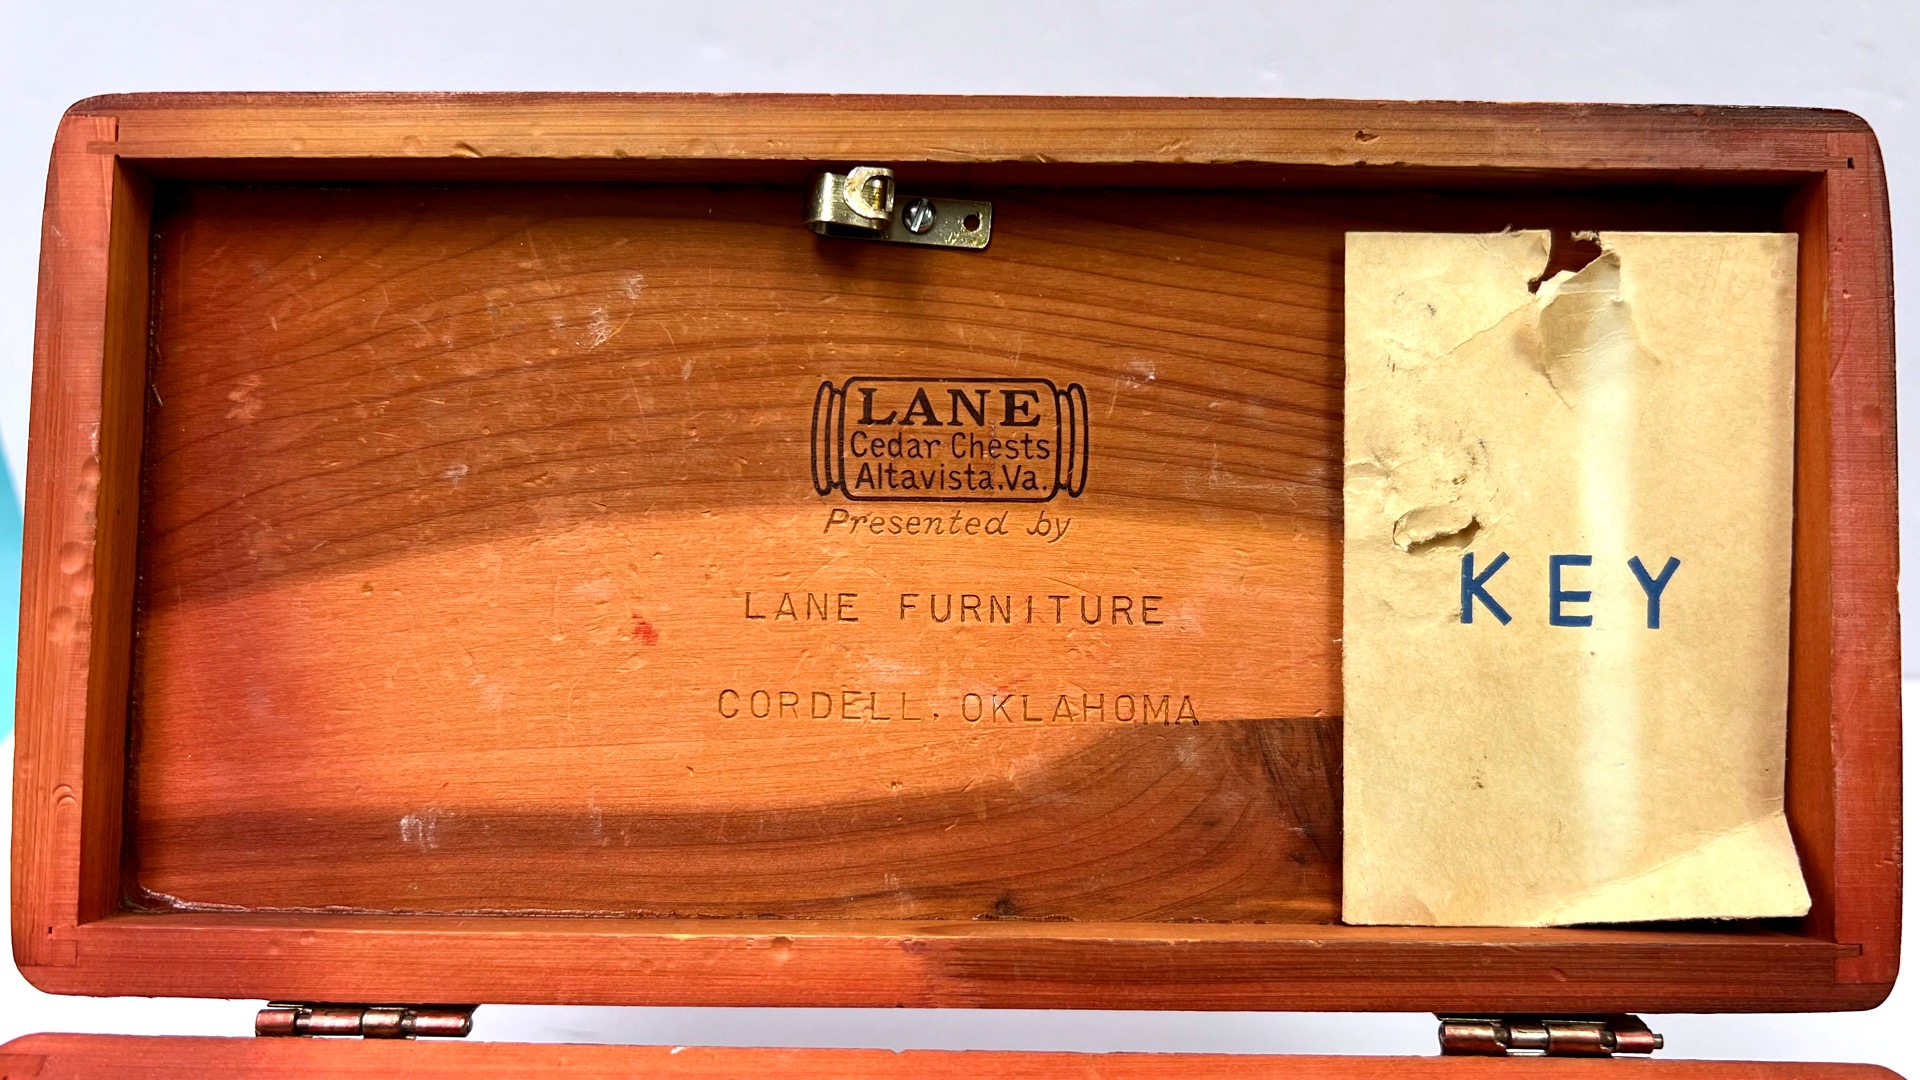 LANE
Cedar Chests
Altavista.Va.
Presented by
LANE FURNITURE
CORDELL, OKLAHOMA
KEY